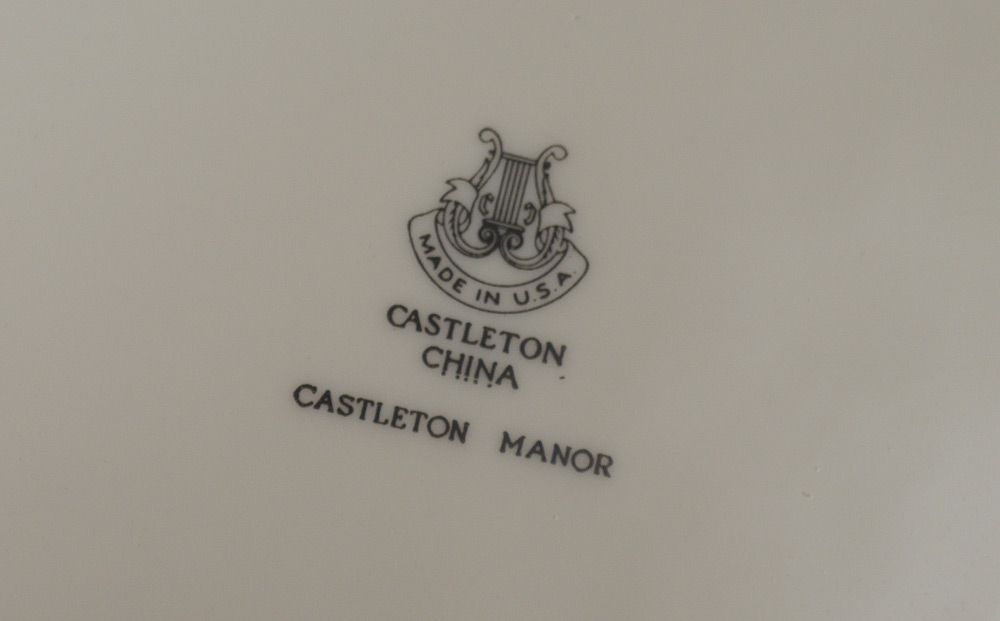 MADE IN U.S.A.
CASTLETON
CHINA
CASTLETON MANOR